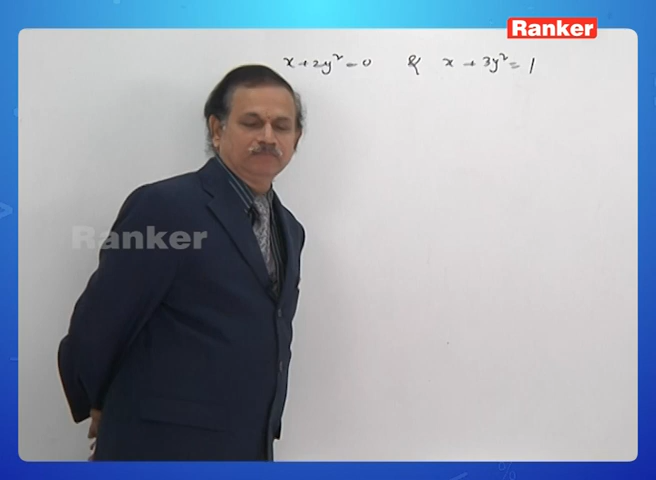 Ranker
x + 2y² = 0 & x + 3y² = 1
Ranker